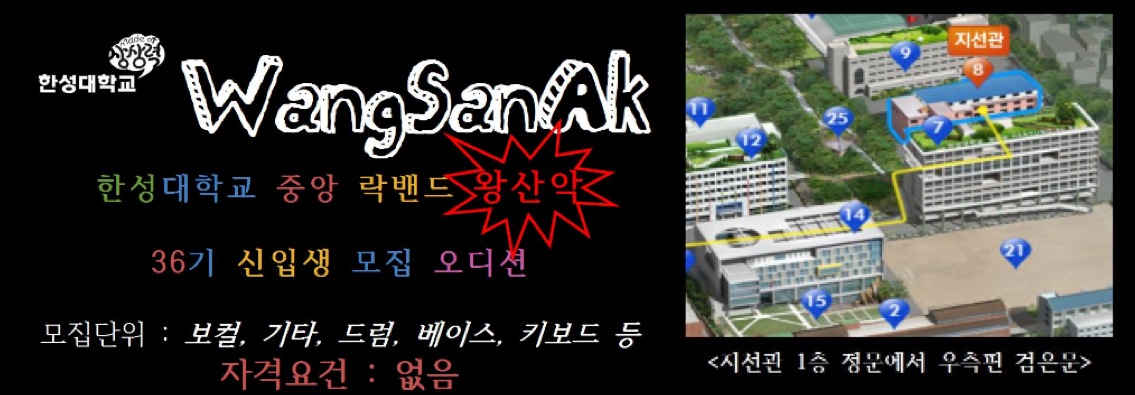 Made of
상상력
한성대학교
WangSanAk
한성대학교 중앙 락밴드 왕산악
36기 신입생 모집 오디션
모집단위 : 보컬, 기타, 드럼, 베이스, 키보드 등
자격요건 : 없음
지선관
8
9
11
25
7
12
14
21
15
2
<지선관 1층 정문에서 우측편 검은문>